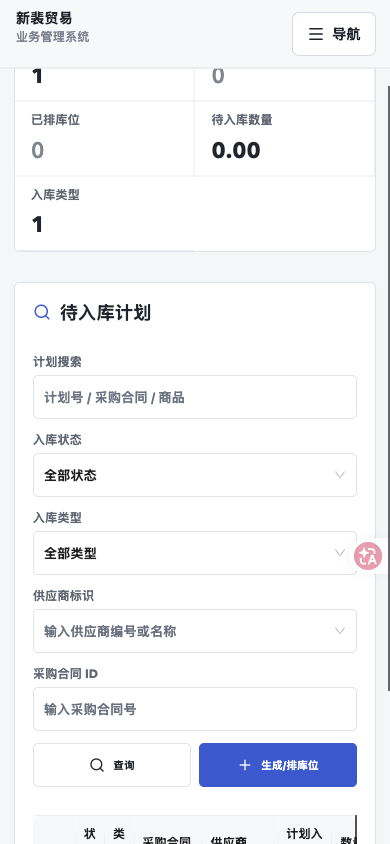 新裴贸易
业务管理系统
导航
1
0
已排库位
待入库数量
0
0.00
入库类型
1
待入库计划
计划搜索
计划号 / 采购合同 / 商品
入库状态
全部状态
入库类型
全部类型
供应商标识
输入供应商编号或名称
采购合同 ID
输入采购合同号
查询
生成/排库位
状
类
采购合同
供应商
计划入